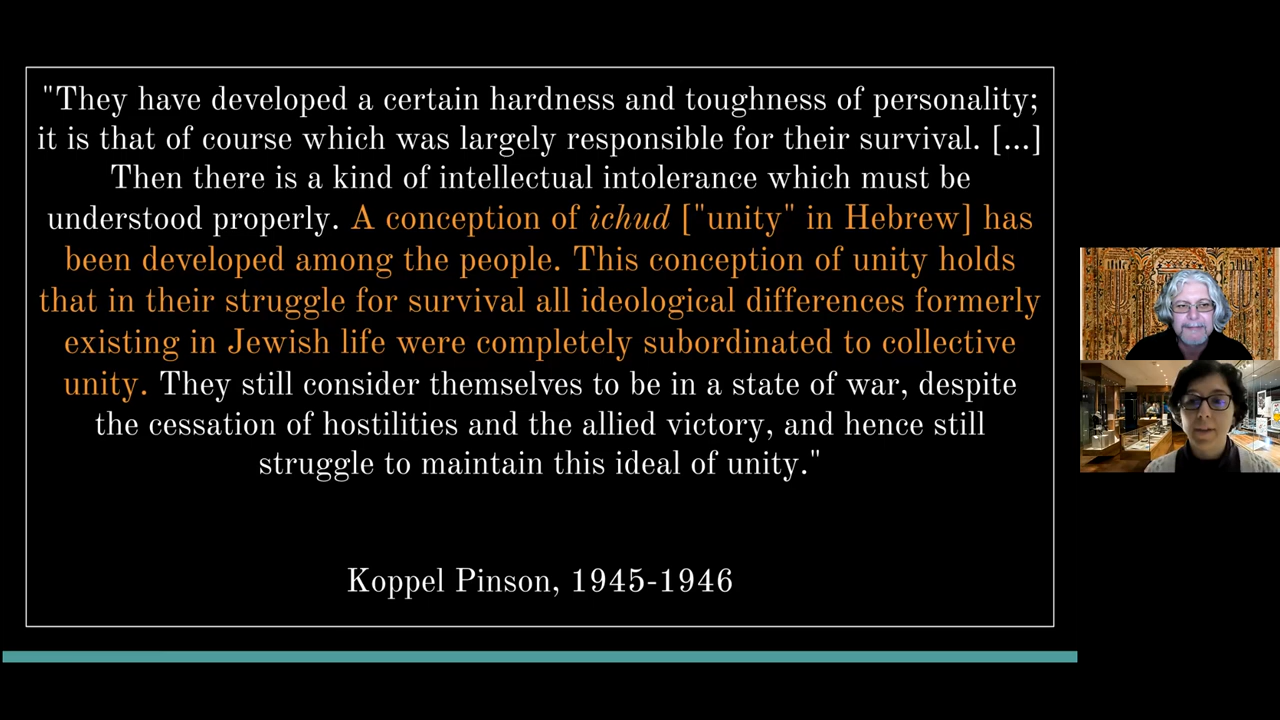 "They have developed a certain hardness and toughness of personality;
it is that of course which was largely responsible for their survival. [...]
Then there is a kind of intellectual intolerance which must be
understood properly. A conception of ichud ["unity" in Hebrew] has
been developed among the people. This conception of unity holds
that in their struggle for survival all ideological differences formerly
existing in Jewish life were completely subordinated to collective
unity. They still consider themselves to be in a state of war, despite
the cessation of hostilities and the allied victory, and hence still
struggle to maintain this ideal of unity."
Koppel Pinson, 1945-1946